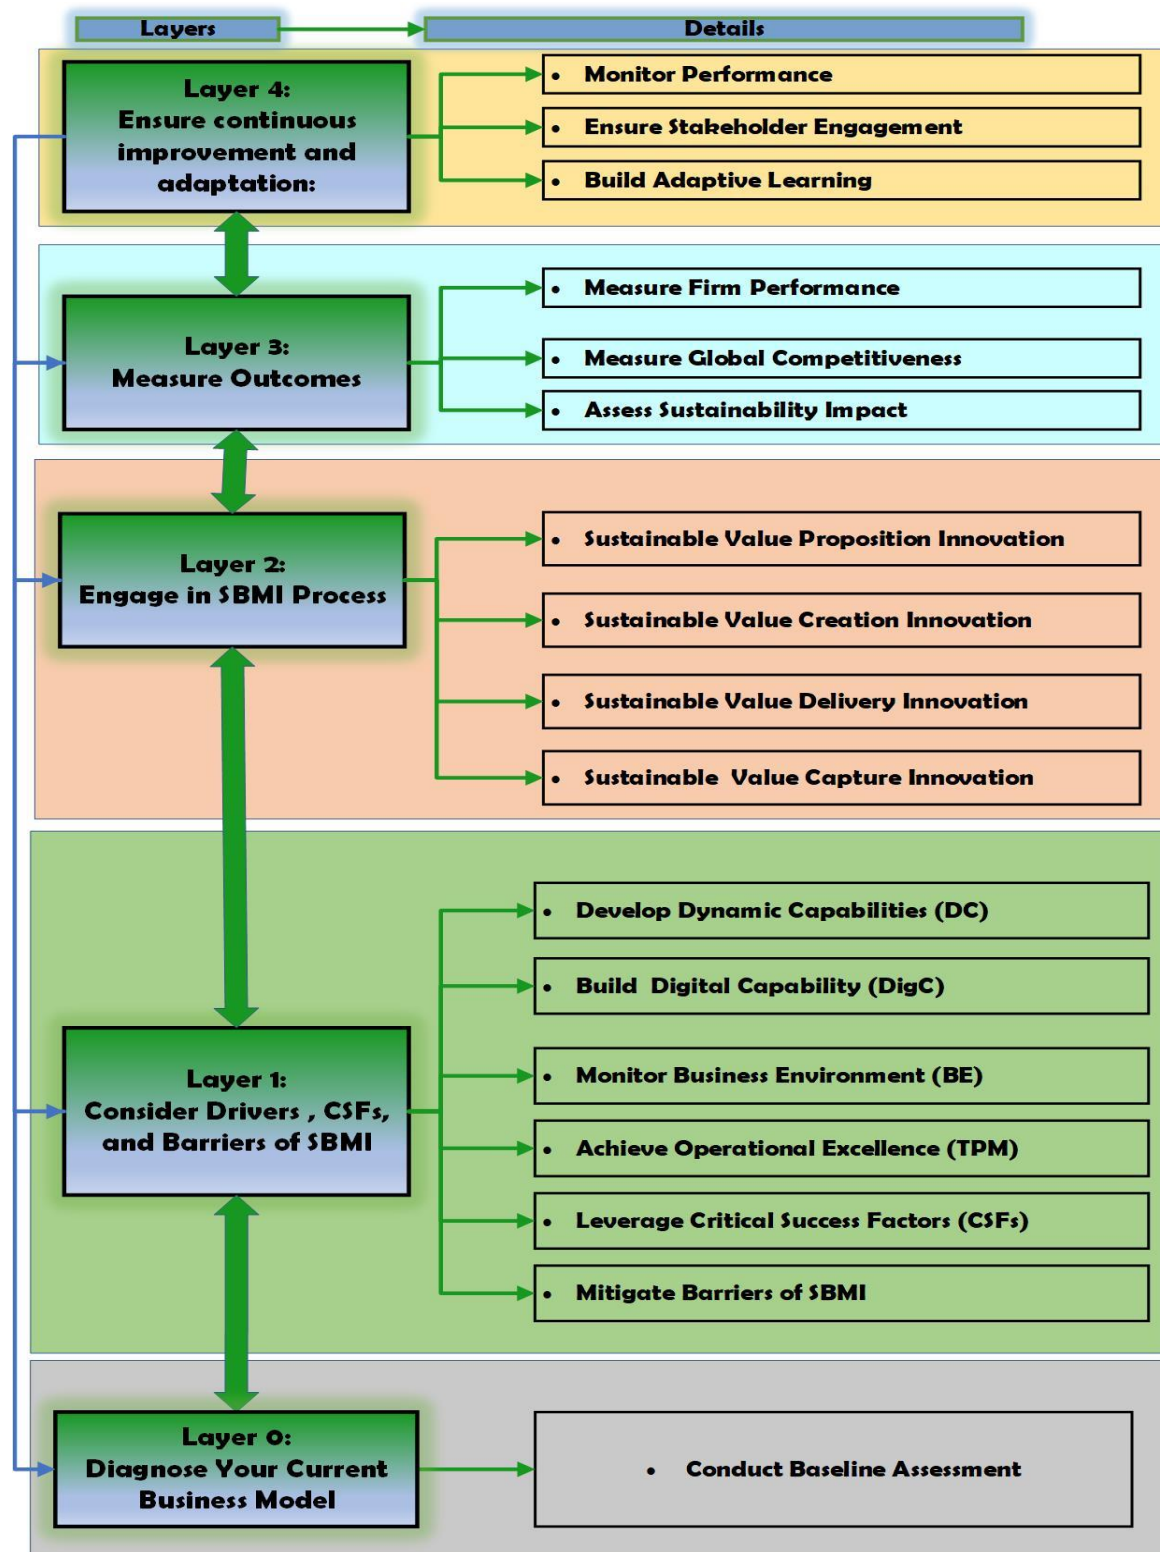 Layers
Details
Layer 4:
Ensure continuous
improvement and
adaptation:
• Monitor Performance
• Ensure Stakeholder Engagement
• Build Adaptive Learning
Layer 3:
Measure Outcomes
• Measure Firm Performance
• Measure Global Competitiveness
• Assess Sustainability Impact
Layer 2:
Engage in SBMI Process
• Sustainable Value Proposition Innovation
• Sustainable Value Creation Innovation
• Sustainable Value Delivery Innovation
• Sustainable  Value Capture Innovation
Layer 1:
Consider Drivers , CSFs,
and Barriers of SBMI
• Develop Dynamic Capabilities (DC)
• Build  Digital Capability (DigC)
• Monitor Business Environment (BE)
• Achieve Operational Excellence (TPM)
• Leverage Critical Success Factors (CSFs)
• Mitigate Barriers of SBMI
Layer 0:
Diagnose Your Current
Business Model
• Conduct Baseline Assessment